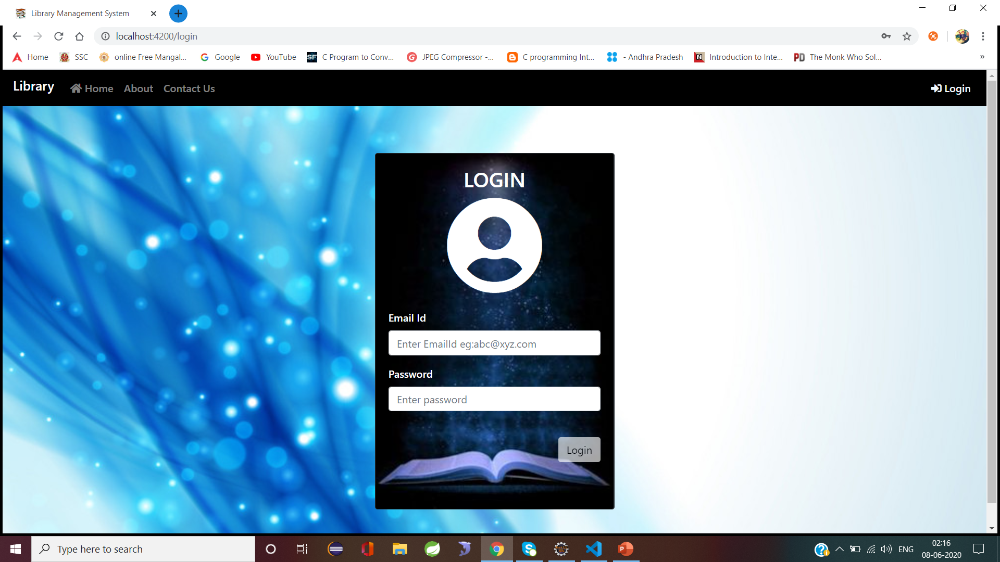 Library Management System
localhost:4200/login
Home SSC online Free Mangal... Google YouTube SF C Program to Conv... G JPEG Compressor -... C programming Int... - Andhra Pradesh N Introduction to Inte... PD The Monk Who Sol... »
Library Home About Contact Us Login
LOGIN
Email Id
Enter EmailId eg:abc@xyz.com
Password
Enter password
Login
Type here to search
ENG
02:16
08-06-2020